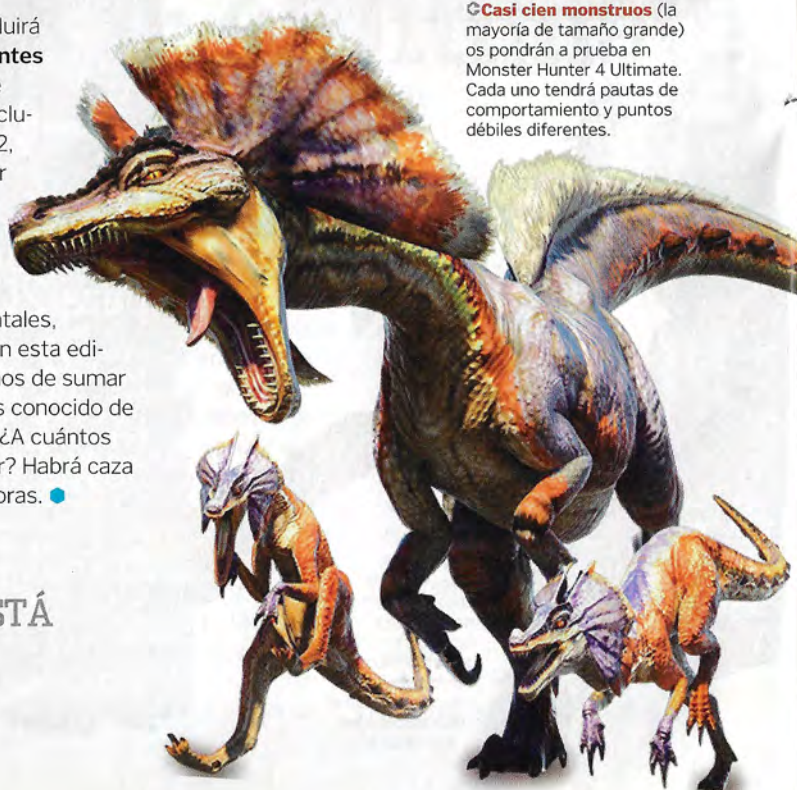 luirá
ntes
clu-
2,
r
tales,
n esta edi-
os de sumar
s conocido de
¿A cuántos
r? Habrá caza
oras.
STÁ
Casi cien monstruos (la
mayoría de tamaño grande)
os pondrán a prueba en
Monster Hunter 4 Ultimate.
Cada uno tendrá pautas de
comportamiento y puntos
débiles diferentes.